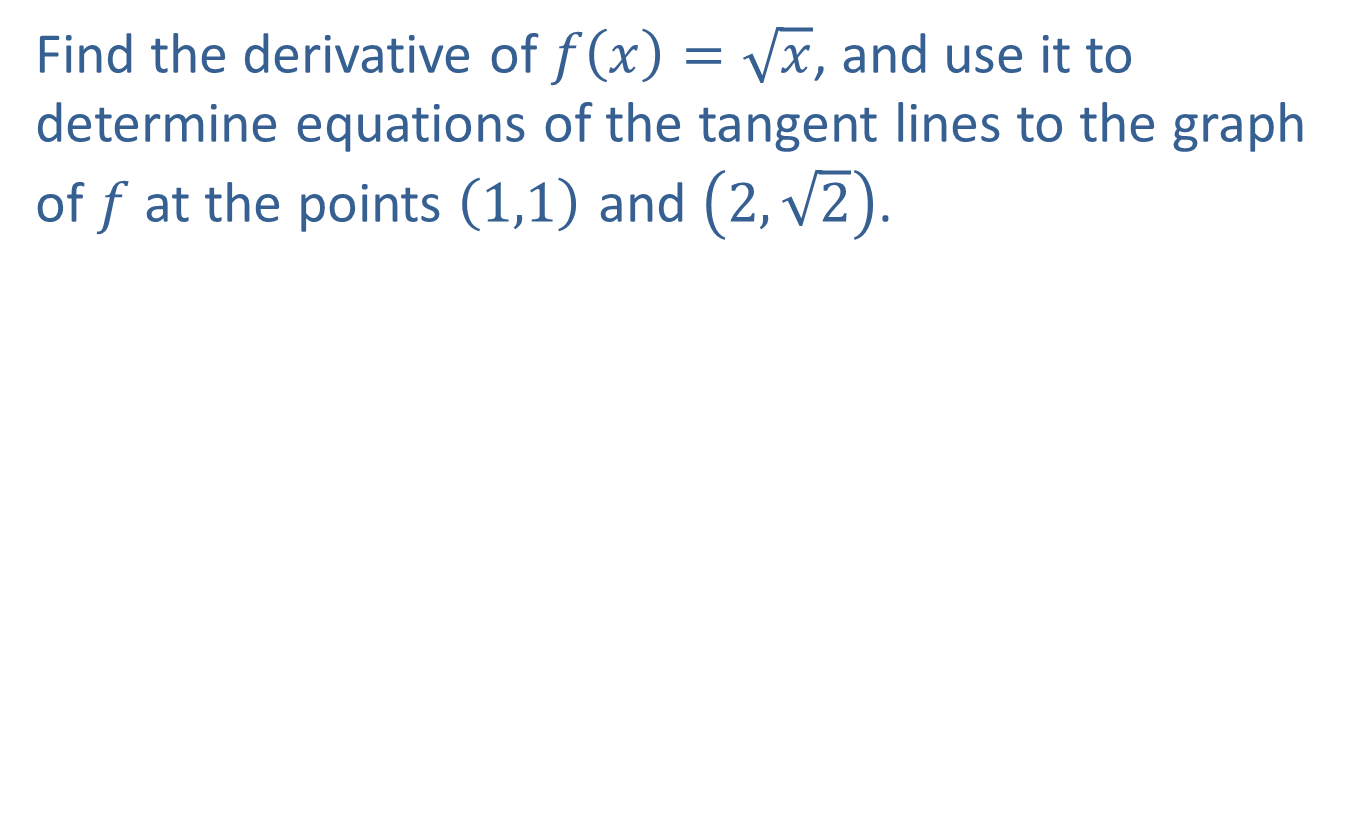 Find the derivative of 𝑓(𝑥) = √𝑥, and use it to
determine equations of the tangent lines to the graph
of 𝑓 at the points (1,1) and (2, √2).